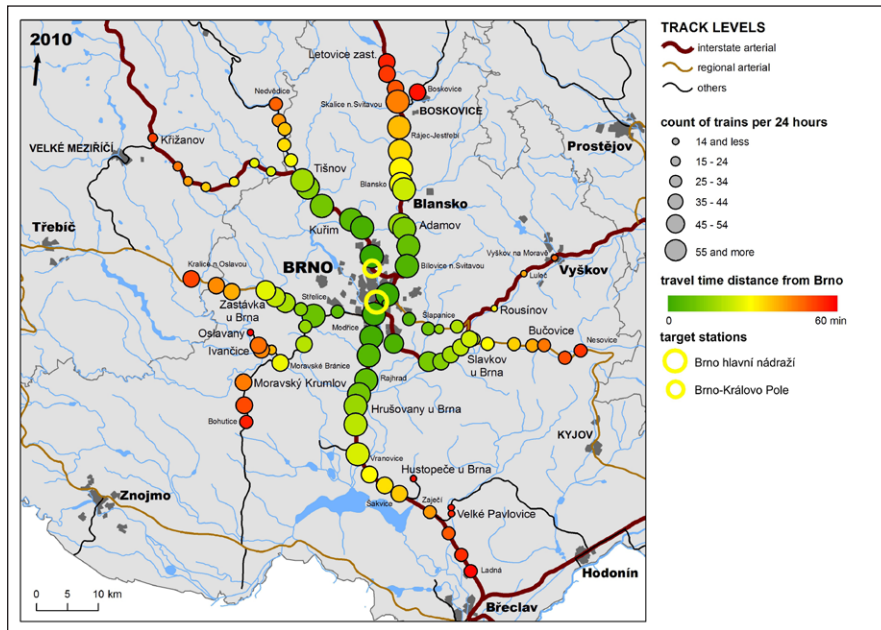 2010
Letovice zast.
Boskovice
Nedvědice
Skalice n.Svitavou
BOSKOVICE
Rájec-Jestřebí
Prostějov
Křižanov
VELKÉ MEZIŘÍČÍ
Tišnov
Blansko
Blansko
Kuřim
Adamov
Třebíč
BRNO
Bílovice n.Svitavou
Vyškov na Moravě
Kralice n.Oslavou
Luleč
Vyškov
Zastávka
u Brna
Střelice
Rousínov
Šlapanice
Oslavany
Modřice
Bučovice
Ivančice
Nesovice
Moravské Bránice
Slavkov
u Brna
Moravský Krumlov
Rajhrad
Hrušovany u Brna
Bohutice
KYJOV
Vranovice
Hustopeče u Brna
Znojmo
Šakvice
Zaječí
Velké Pavlovice
Ladná
Hodonín
Břeclav
0 5 10 km
TRACK LEVELS
interstate arterial
regional arterial
others
count of trains per 24 hours
14 and less
15 - 24
25 - 34
35 - 44
45 - 54
55 and more
travel time distance from Brno
0 60 min
target stations
Brno hlavní nádraží
Brno-Královo Pole